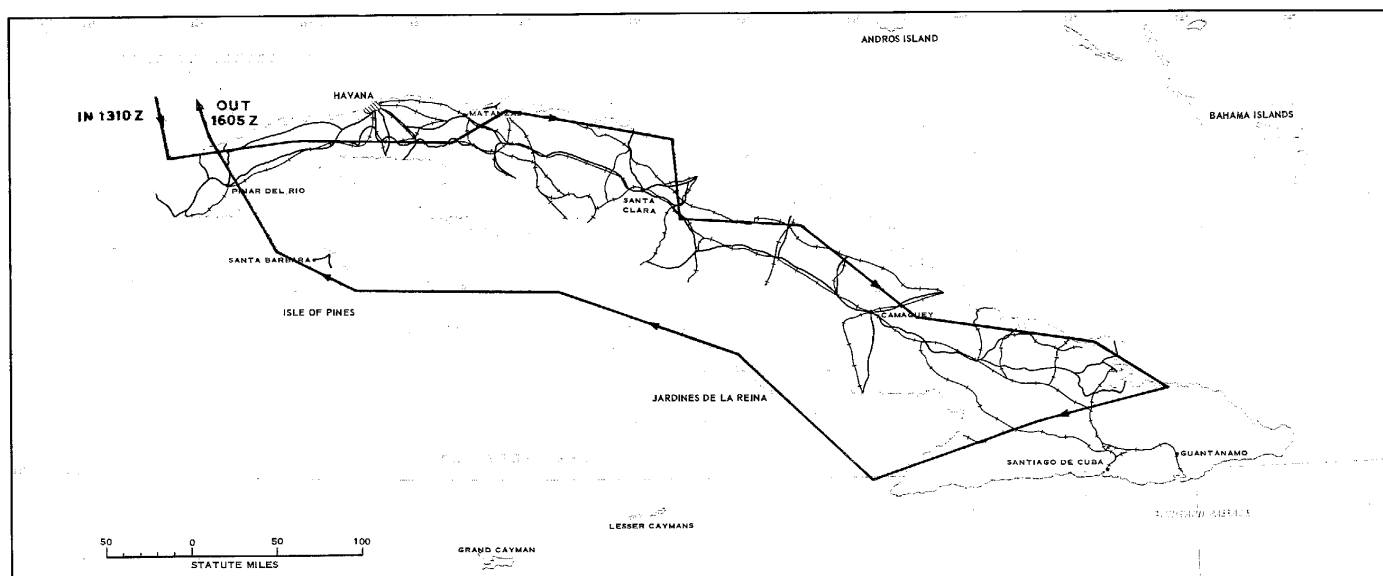 ANDROS ISLAND
HAVANA
IN 1310 Z
OUT
1605 Z
MATANZAS
BAHAMA ISLANDS
PINAR DEL RIO
SANTA
CLARA
SANTA BARBARA
ISLE OF PINES
CAMAGUEY
JARDINES DE LA REINA
SANTIAGO DE CUBA
GUANTANAMO
LESSER CAYMANS
GRAND CAYMAN
50 0 50 100
STATUTE MILES